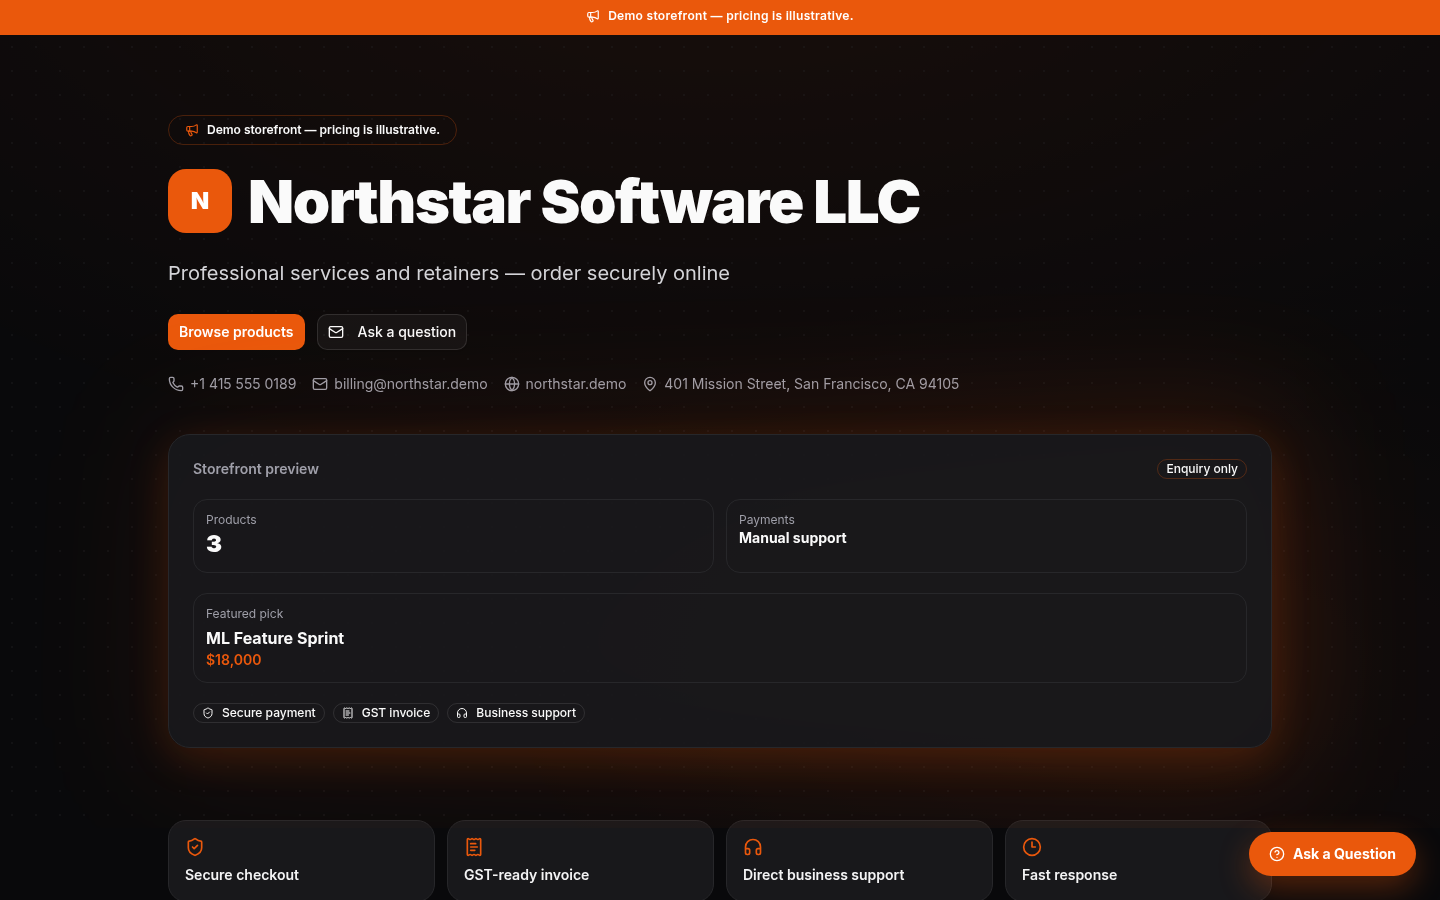 Demo storefront — pricing is illustrative.
Demo storefront — pricing is illustrative.
N
Northstar Software LLC
Professional services and retainers — order securely online
Browse products
Ask a question
+1 415 555 0189
billing@northstar.demo
northstar.demo
401 Mission Street, San Francisco, CA 94105
Storefront preview
Enquiry only
Products
3
Payments
Manual support
Featured pick
ML Feature Sprint
$18,000
Secure payment
GST invoice
Business support
Secure checkout
GST-ready invoice
Direct business support
Fast response
Ask a Question